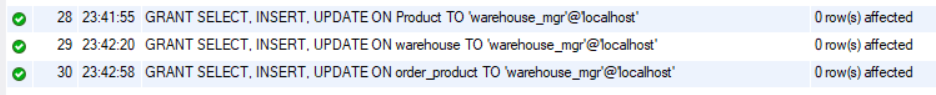 28 23:41:55 GRANT SELECT, INSERT, UPDATE ON Product TO 'warehouse_mgr'@'localhost' 0 row(s) affected
29 23:42:20 GRANT SELECT, INSERT, UPDATE ON warehouse TO 'warehouse_mgr'@'localhost' 0 row(s) affected
30 23:42:58 GRANT SELECT, INSERT, UPDATE ON order_product TO 'warehouse_mgr'@'localhost' 0 row(s) affected